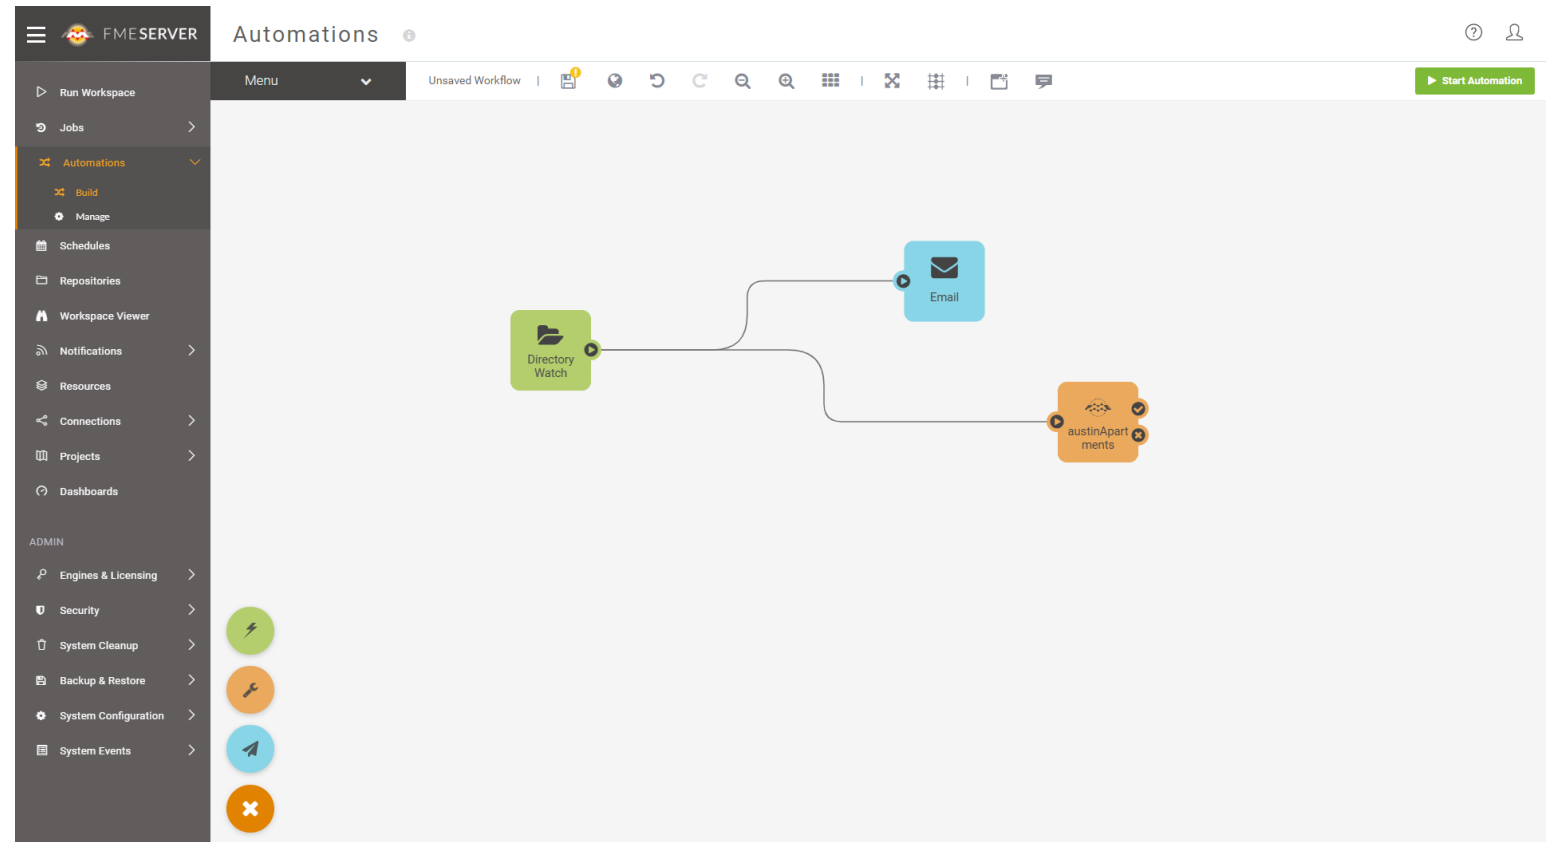 FMESERVER
Automations
Menu
Unsaved Workflow
Start Automation
Run Workspace
Jobs
Automations
Build
Manage
Schedules
Repositories
Workspace Viewer
Notifications
Resources
Connections
Projects
Dashboards
ADMIN
Engines & Licensing
Security
System Cleanup
Backup & Restore
System Configuration
System Events
Directory
Watch
Email
austinApart
ments